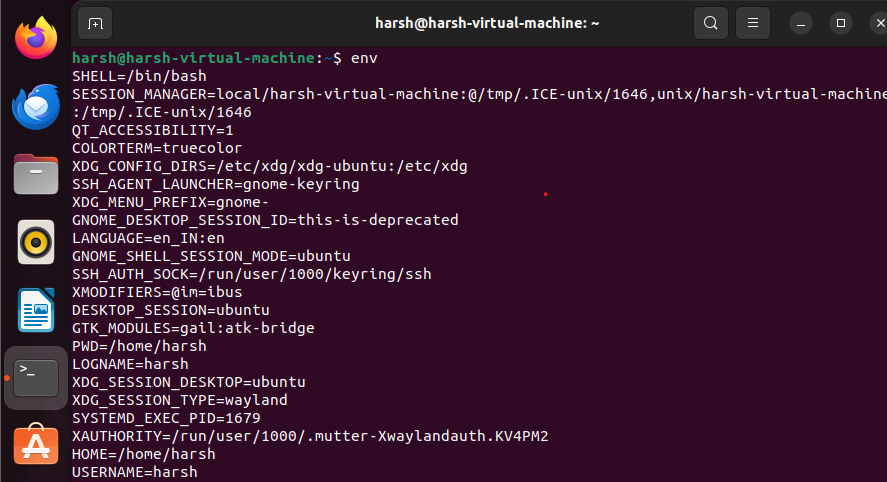 harsh@harsh-virtual-machine: ~
harsh@harsh-virtual-machine:~$ env
SHELL=/bin/bash
SESSION_MANAGER=local/harsh-virtual-machine:@/tmp/.ICE-unix/1646,unix/harsh-virtual-machine
:/tmp/.ICE-unix/1646
QT_ACCESSIBILITY=1
COLORTERM=truecolor
XDG_CONFIG_DIRS=/etc/xdg/xdg-ubuntu:/etc/xdg
SSH_AGENT_LAUNCHER=gnome-keyring
XDG_MENU_PREFIX=gnome-
GNOME_DESKTOP_SESSION_ID=this-is-deprecated
LANGUAGE=en_IN:en
GNOME_SHELL_SESSION_MODE=ubuntu
SSH_AUTH_SOCK=/run/user/1000/keyring/ssh
XMODIFIERS=@im=ibus
DESKTOP_SESSION=ubuntu
GTK_MODULES=gail:atk-bridge
PWD=/home/harsh
LOGNAME=harsh
XDG_SESSION_DESKTOP=ubuntu
XDG_SESSION_TYPE=wayland
SYSTEMD_EXEC_PID=1679
XAUTHORITY=/run/user/1000/.mutter-Xwaylandauth.KV4PM2
HOME=/home/harsh
USERNAME=harsh